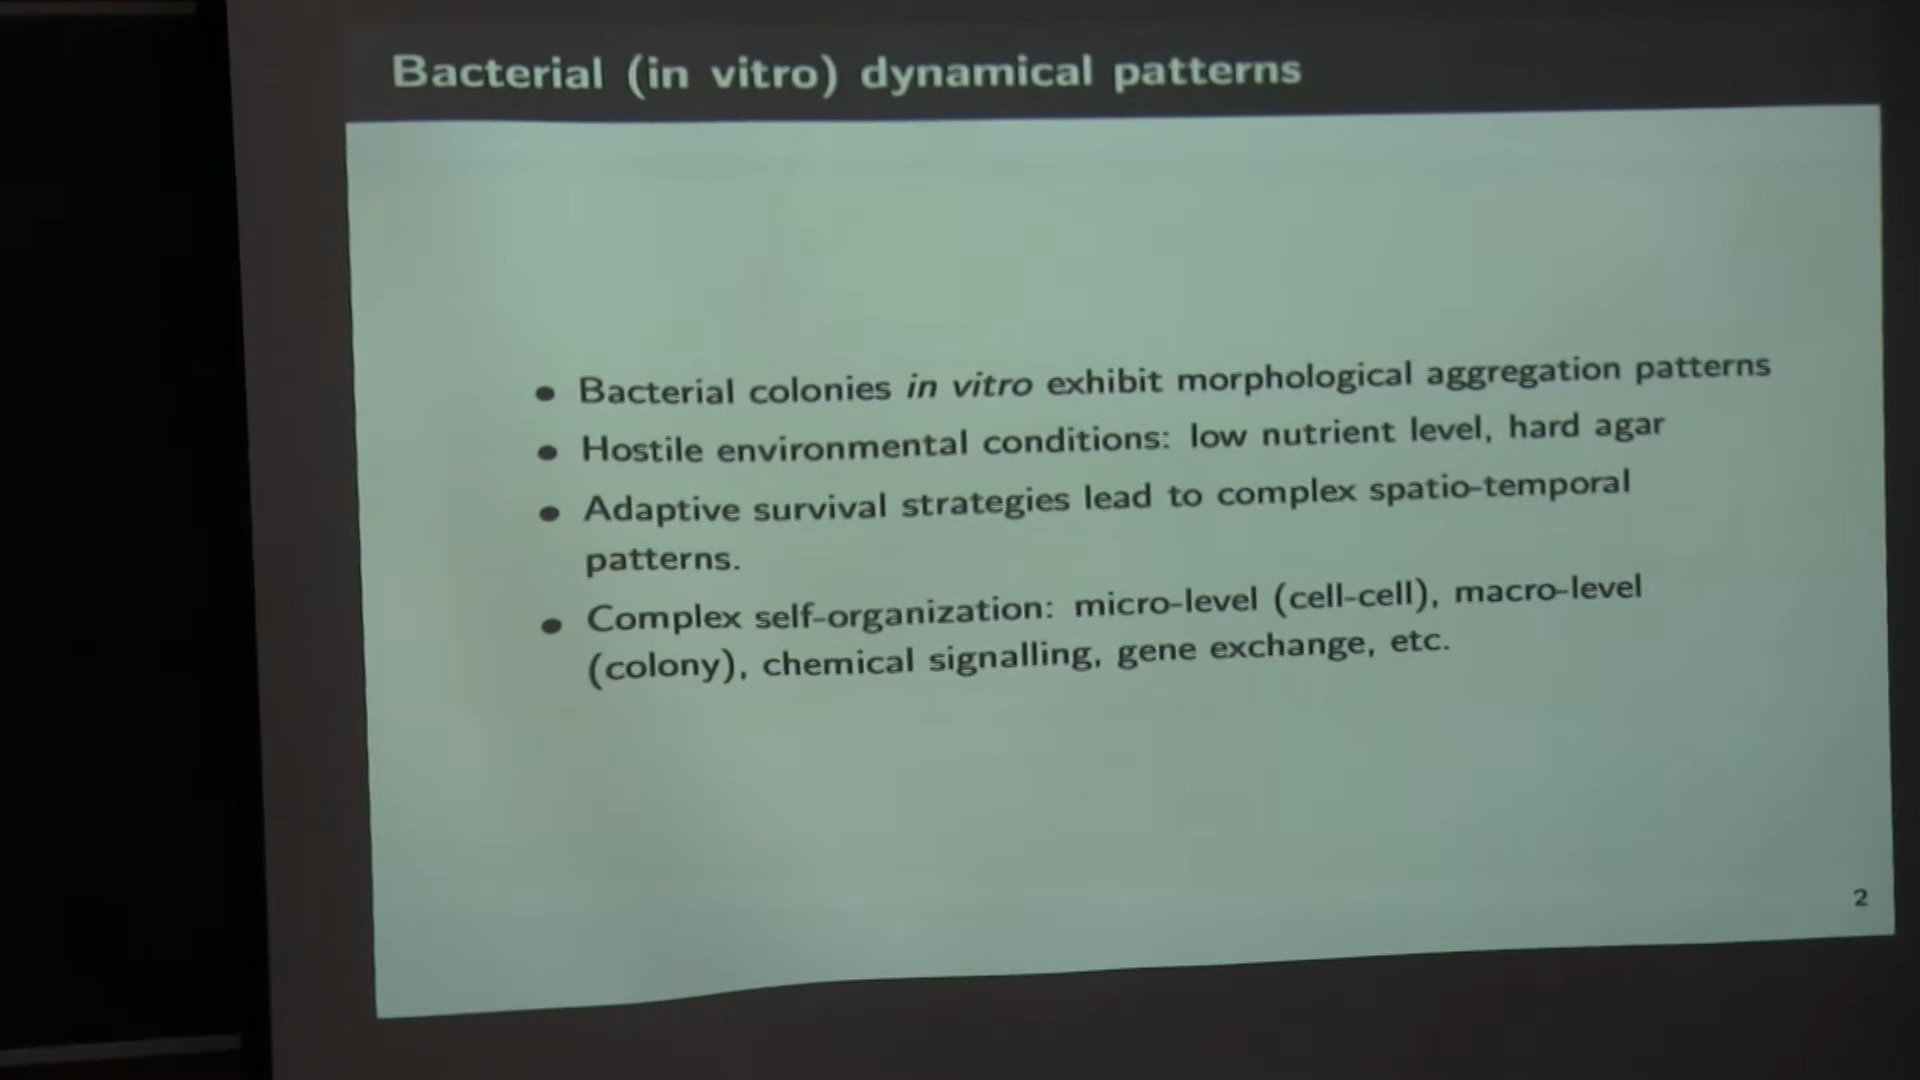 Bacterial (in vitro) dynamical patterns
• Bacterial colonies in vitro exhibit morphological aggregation patterns
• Hostile environmental conditions: low nutrient level, hard agar
• Adaptive survival strategies lead to complex spatio-temporal
patterns.
• Complex self-organization: micro-level (cell-cell), macro-level
(colony), chemical signalling, gene exchange, etc.
2